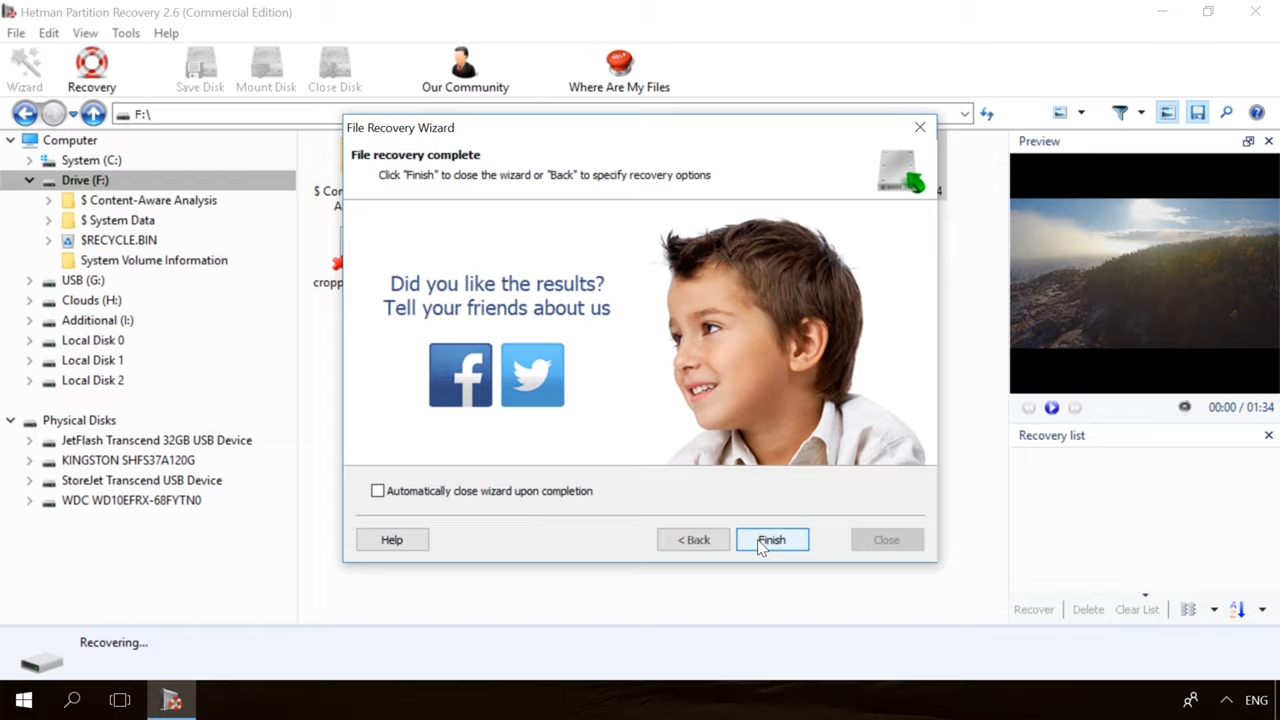 Hetman Partition Recovery 2.6 (Commercial Edition)
File Edit View Tools Help
Wizard Recovery Save Disk Mount Disk Close Disk Our Community Where Are My Files
F:\
Computer
System (C:)
Drive (F:)
$ Content-Aware Analysis
$ System Data
$RECYCLE.BIN
System Volume Information
USB (G:)
Clouds (H:)
Additional (I:)
Local Disk 0
Local Disk 1
Local Disk 2
Physical Disks
JetFlash Transcend 32GB USB Device
KINGSTON SHFS37A120G
StoreJet Transcend USB Device
WDC WD10EFRX-68FYTN0
$ Con
A
cropp
4
File Recovery Wizard
File recovery complete
Click "Finish" to close the wizard or "Back" to specify recovery options
Did you like the results?
Tell your friends about us
Automatically close wizard upon completion
Help < Back Finish Close
Preview
00:00 / 01:34
Recovery list
Recover Delete Clear List
Recovering...
ENG